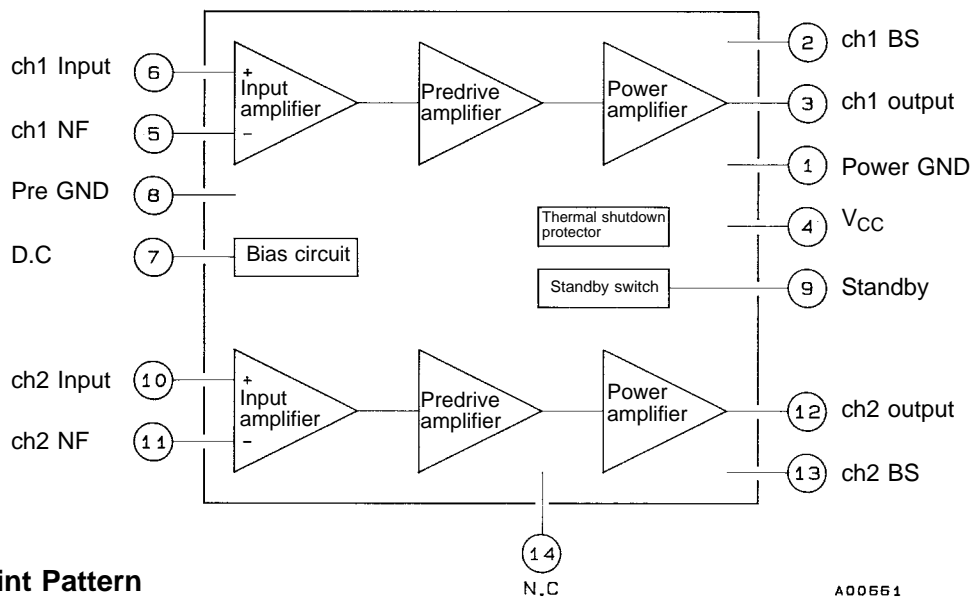 2 ch1 BS
ch1 Input 6 + Input amplifier Predrive amplifier Power amplifier 3 ch1 output
ch1 NF 5 −
1 Power GND
Pre GND 8
Thermal shutdown protector 4 VCC
D.C 7 Bias circuit
Standby switch 9 Standby
ch2 Input 10 + Input amplifier Predrive amplifier Power amplifier 12 ch2 output
ch2 NF 11 −
13 ch2 BS
14
N.C
int Pattern
A00551